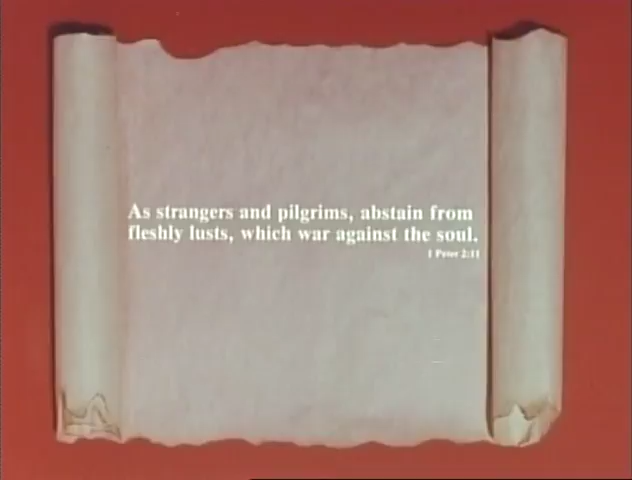 As strangers and pilgrims, abstain from
fleshly lusts, which war against the soul.
1 Peter 2:11